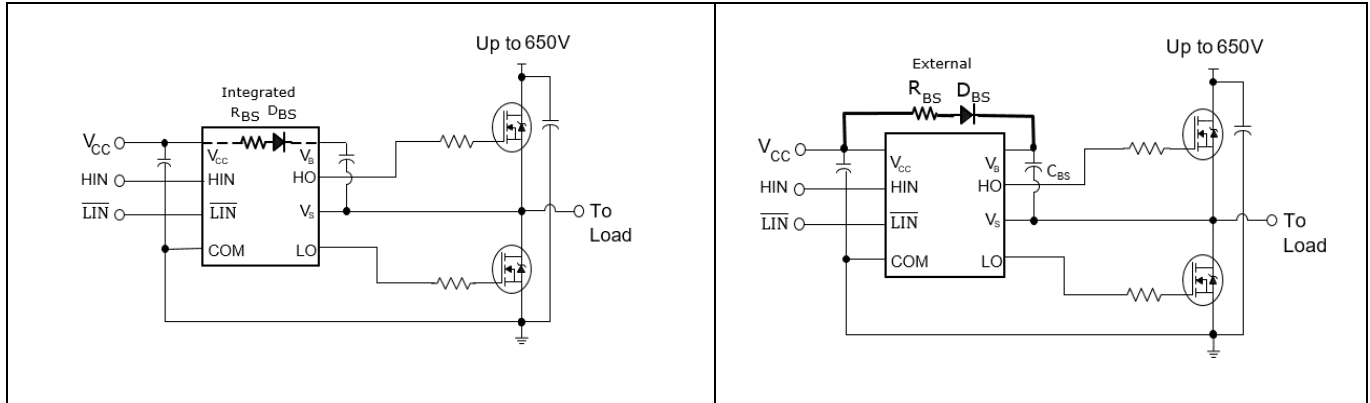 Up to 650V
Integrated
RBS DBS
VCC
VCC
VB
HIN
HIN
HO
LIN
LIN
VS
To
Load
COM
LO
Up to 650V
External
RBS DBS
VCC
VCC
VB
CBS
HIN
HIN
HO
LIN
LIN
VS
To
Load
COM
LO